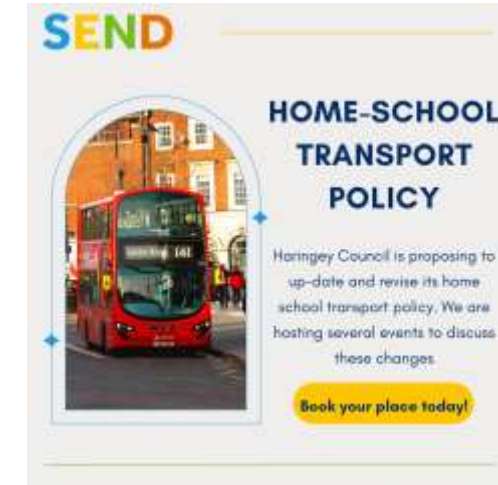 SEND
HOME-SCHOOL
TRANSPORT
POLICY
Haringey Council is proposing to
up-date and revise its home
school transport policy. We are
hosting several events to discuss
these changes
Book your place today!
141